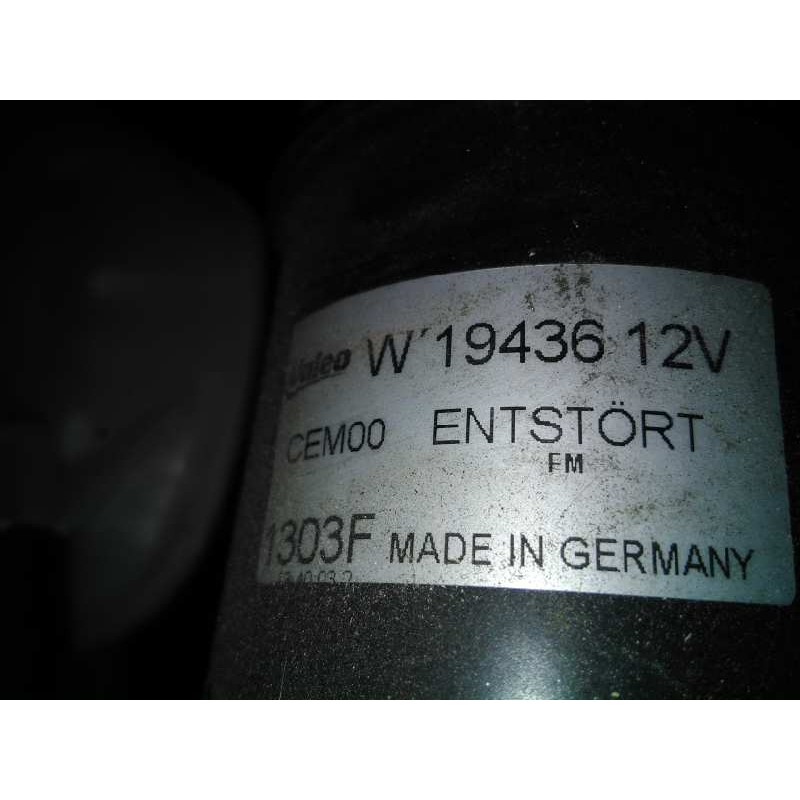 Valeo W 19436 12V
CEM00 ENTSTÖRT
FM
1303F MADE IN GERMANY